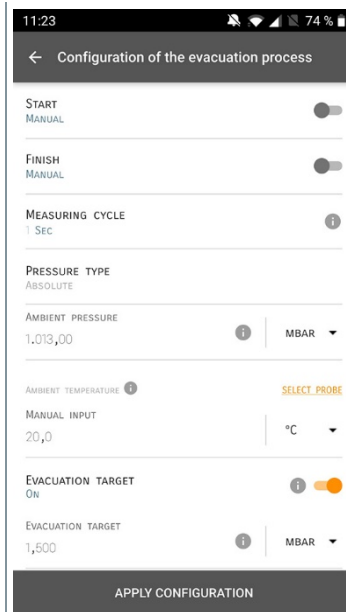 11:23 74 %
Configuration of the evacuation process
START
MANUAL
FINISH
MANUAL
MEASURING CYCLE
1 SEC
PRESSURE TYPE
ABSOLUTE
AMBIENT PRESSURE
1.013,00 MBAR
AMBIENT TEMPERATURE SELECT PROBE
MANUAL INPUT
20,0 °C
EVACUATION TARGET
ON
EVACUATION TARGET
1,500 MBAR
APPLY CONFIGURATION